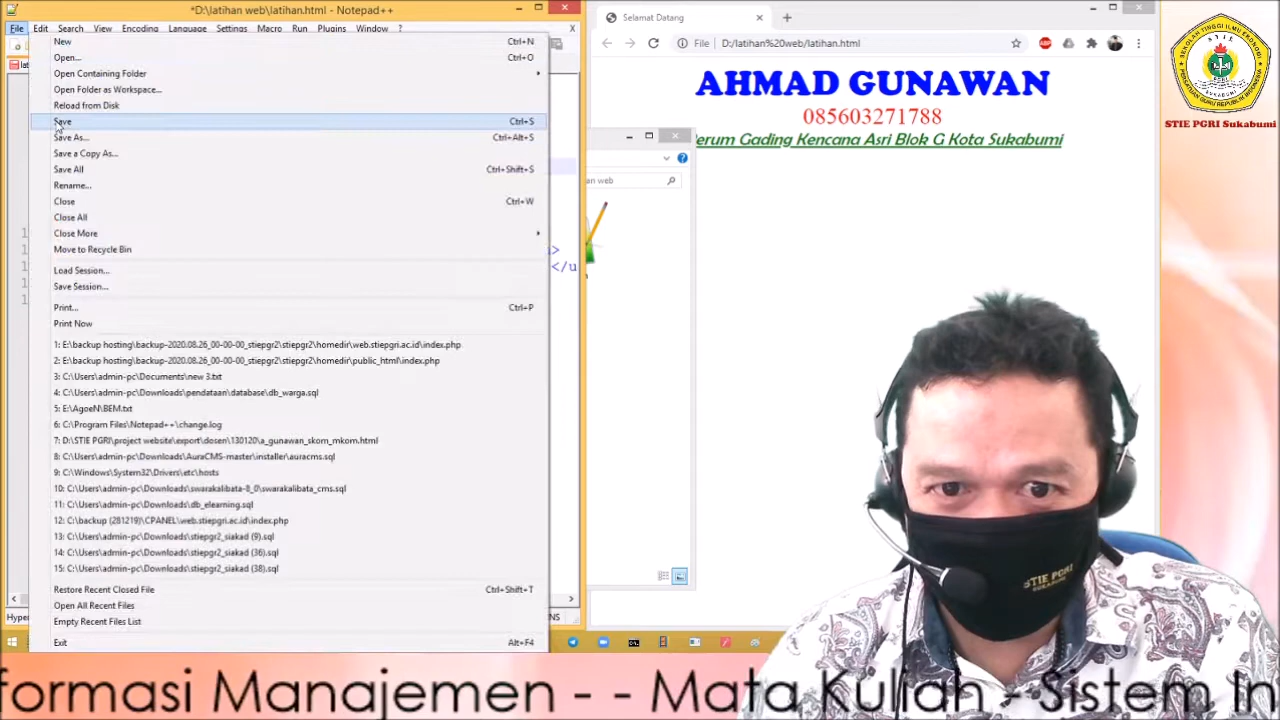 *D:\latihan web\latihan.html - Notepad++
File Edit Search View Encoding Language Settings Macro Run Plugins Window X
New Ctrl+N
Open... Ctrl+O
Open Containing Folder
Open Folder as Workspace...
Reload from Disk
Save Ctrl+S
Save As... Ctrl+Alt+S
Save a Copy As...
Save All Ctrl+Shift+S
Rename...
Close Ctrl+W
Close All
Close More
Move to Recycle Bin
Load Session...
Save Session...
Print... Ctrl+P
Print Now
1: E:\backup hosting\backup-2020.08.26_00-00-00_stiepgr2\stiepgr2\homedir\web.stiepgri.ac.id\index.php
2: E:\backup hosting\backup-2020.08.26_00-00-00_stiepgr2\stiepgr2\homedir\public_html\index.php
3: C:\Users\admin-pc\Documents\new 3.txt
4: C:\Users\admin-pc\Downloads\pendataan\database\db_warga.sql
5: E:\AgoeN\BEM.txt
6: C:\Program Files\Notepad++\change.log
7: D:\STIE PGRI\project website\export\dosen\130120\a_gunawan_skom_mkom.html
8: C:\Users\admin-pc\Downloads\AuraCMS-master\installer\auracms.sql
9: C:\Windows\System32\Drivers\etc\hosts
10: C:\Users\admin-pc\Downloads\swarakalibata-8_0\swarakalibata_cms.sql
11: C:\Users\admin-pc\Downloads\db_elearning.sql
12: C:\backup (281219)\CPANEL\web.stiepgri.ac.id\index.php
13: C:\Users\admin-pc\Downloads\stiepgr2_siakad (9).sql
14: C:\Users\admin-pc\Downloads\stiepgr2_siakad (36).sql
15: C:\Users\admin-pc\Downloads\stiepgr2_siakad (38).sql
Restore Recent Closed File Ctrl+Shift+T
Open All Recent Files
Empty Recent Files List
Exit Alt+F4
</u
an web
Selamat Datang
File D:/latihan%20web/latihan.html
AHMAD GUNAWAN
085603271788
erum Gading Kencana Asri Blok G Kota Sukabumi
STIE PGRI Sukabumi
STIE PGRI
SUKABUMI
formasi Manajemen - - Mata Kuliah - Sistem In